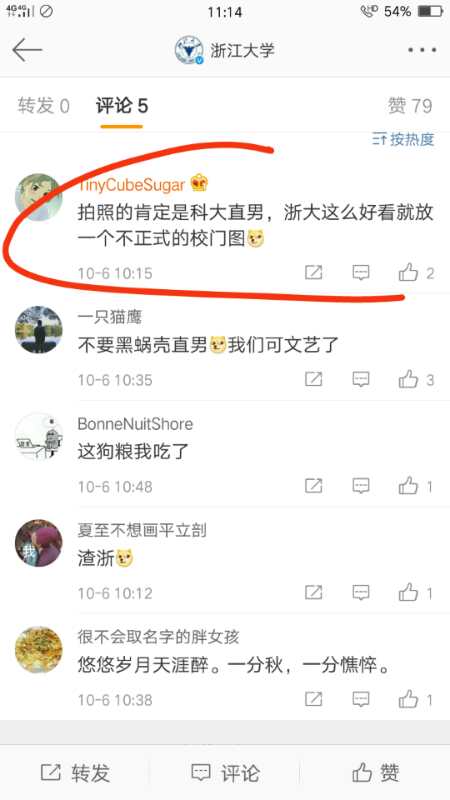 4G 4G 11:14 54%
浙江大学
转发 0 评论 5 赞 79
按热度
TinyCubeSugar
拍照的肯定是科大直男，浙大这么好看就放
一个不正式的校门图
10-6 10:15 2
一只猫鹰
不要黑蜗壳直男我们可文艺了
10-6 10:35 3
BonneNuitShore
这狗粮我吃了
10-6 10:48 1
夏至不想画平立剖
我
渣浙
10-6 10:12 1
很不会取名字的胖女孩
悠悠岁月天涯醉。一分秋，一分憔悴。
10-6 10:38 1
转发 评论 赞